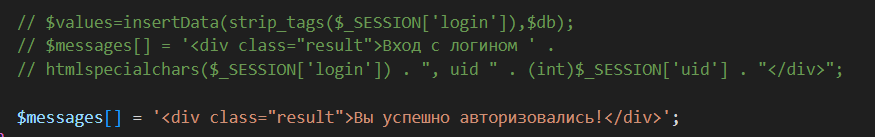 // $values=insertData(strip_tags($_SESSION['login']),$db);
// $messages[] = '<div class="result">Вход с логином ' .
// htmlspecialchars($_SESSION['login']) . ", uid " . (int)$_SESSION['uid'] . "</div>";
$messages[] = '<div class="result">Вы успешно авторизовались!</div>';